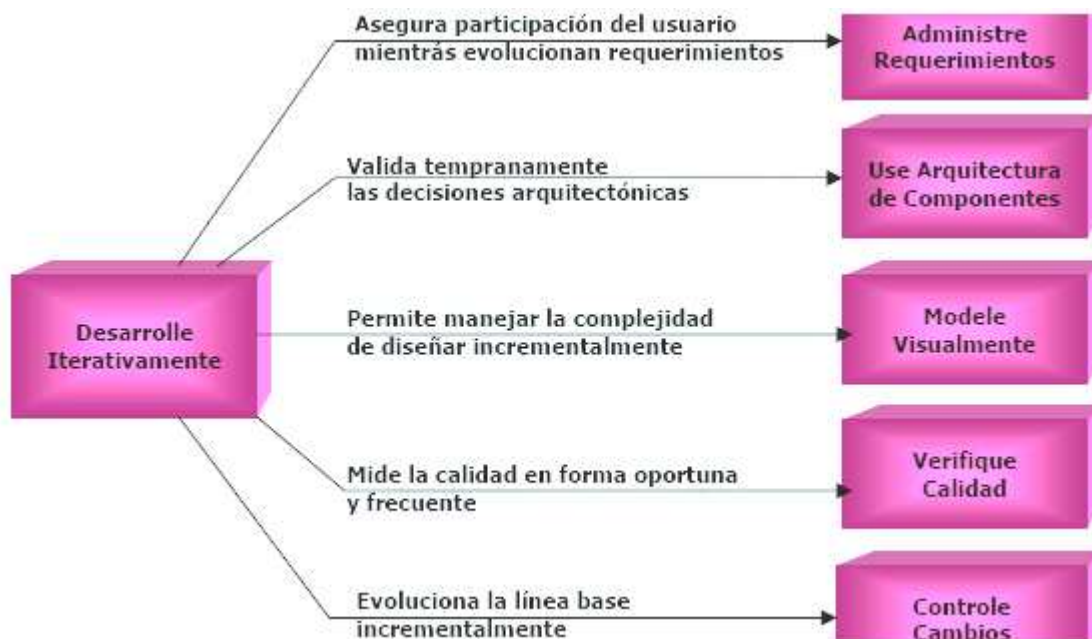 Asegura participación del usuario
mientrás evolucionan requerimientos
Administre
Requerimientos
Valida tempranamente
las decisiones arquitectónicas
Use Arquitectura
de Componentes
Desarrolle
Iterativamente
Permite manejar la complejidad
de diseñar incrementalmente
Modele
Visualmente
Mide la calidad en forma oportuna
y frecuente
Verifique
Calidad
Evoluciona la línea base
incrementalmente
Controle
Cambios